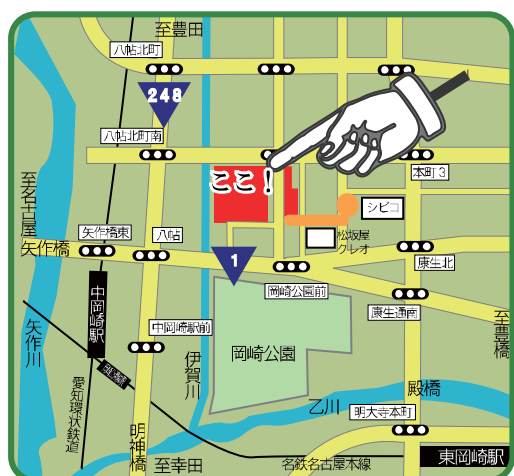 至豊田
八帖北町
248
八帖北町南
ここ！
本町3
至名古屋
シビコ
矢作橋東
八帖
松坂屋
クレオ
矢作橋
1
康生北
中岡崎駅
岡崎公園前
康生通南
至豊橋
矢作川
中岡崎駅前
伊賀川
岡崎公園
愛知環状鉄道
殿橋
乙川
明大寺本町
明神橋
至幸田
名鉄名古屋本線
東岡崎駅